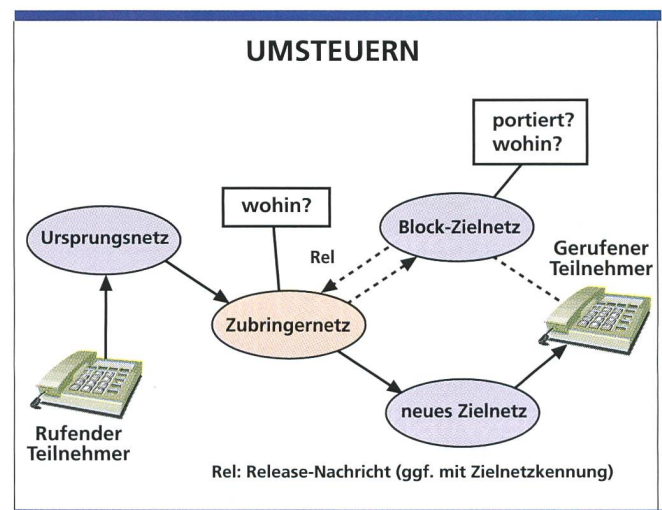 UMSTEUERN
portiert?
wohin?
wohin?
Ursprungsnetz
Block-Zielnetz
Rel
Gerufener
Teilnehmer
Zubringernetz
neues Zielnetz
Rufender
Teilnehmer
Rel: Release-Nachricht (ggf. mit Zielnetzkennung)